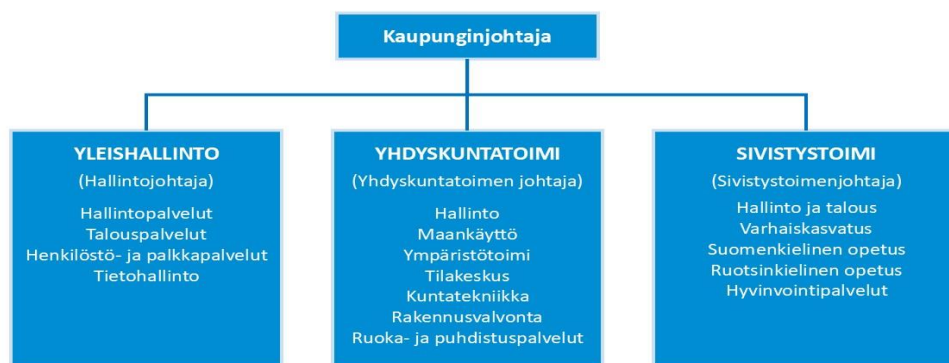 Kaupunginjohtaja
YLEISHALLINTO
(Hallintojohtaja)
Hallintopalvelut
Talouspalvelut
Henkilöstö- ja palkkapalvelut
Tietohallinto
YHDYSKUNTATOIMI
(Yhdyskuntatoimen johtaja)
Hallinto
Maankäyttö
Ympäristötoimi
Tilakeskus
Kuntatekniikka
Rakennusvalvonta
Ruoka- ja puhdistuspalvelut
SIVISTYSTOIMI
(Sivistystoimenjohtaja)
Hallinto ja talous
Varhaiskasvatus
Suomenkielinen opetus
Ruotsinkielinen opetus
Hyvinvointipalvelut